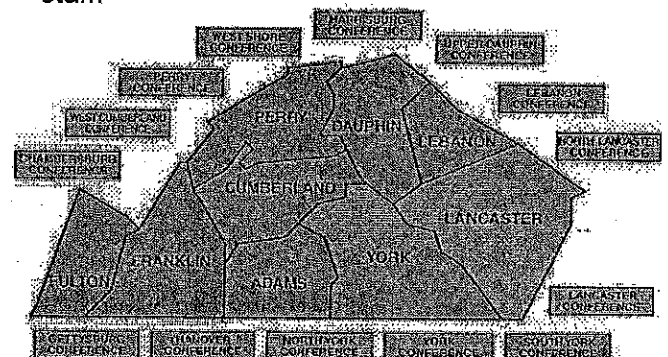 HARRISBURG
CONFERENCE
WEST SHORE
CONFERENCE
UPPER DAUPHIN
CONFERENCE
PERRY
CONFERENCE
LEBANON
CONFERENCE
WEST CUMBERLAND
CONFERENCE
NORTH LANCASTER
CONFERENCE
CHAMBERSBURG
CONFERENCE
PERRY
DAUPHIN
LEBANON
CUMBERLAND
LANCASTER
FULTON
FRANKLIN
ADAMS
YORK
LANCASTER
CONFERENCE
GETTYSBURG
CONFERENCE
HANOVER
CONFERENCE
NORTH YORK
CONFERENCE
YORK
CONFERENCE
SOUTH YORK
CONFERENCE